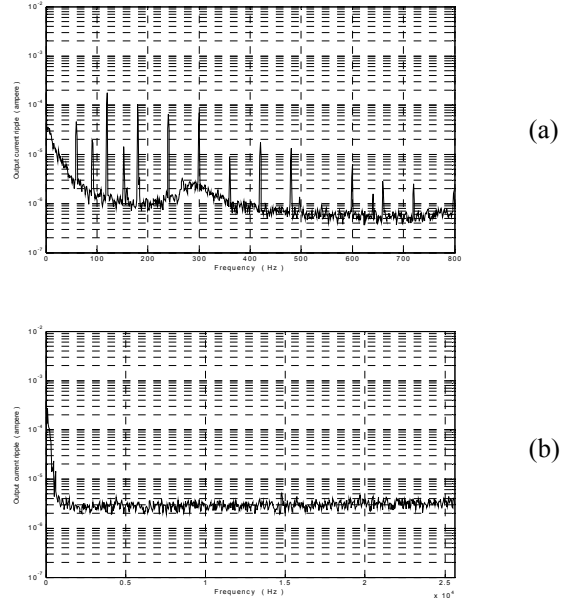 10^-2
10^-3
10^-4
10^-5
10^-6
10^-7
Output current ripple ( ampere )
0 100 200 300 400 500 600 700 800
Frequency ( Hz )
(a)
10^-2
10^-3
10^-4
10^-5
10^-6
10^-7
Output current ripple ( ampere )
0 0.5 1 1.5 2 2.5
Frequency ( Hz )
x 10^4
(b)